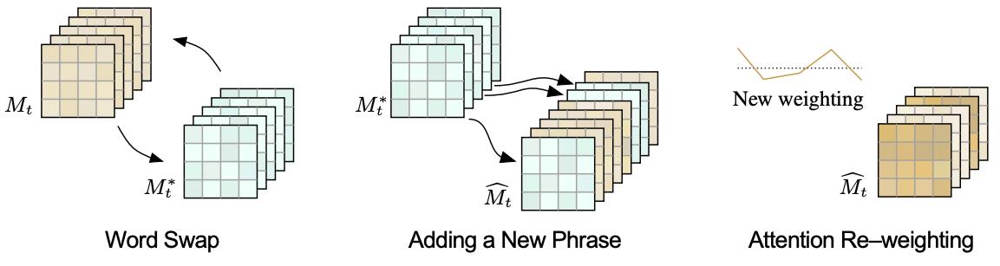 M_t
M_t^*
Word Swap
M_t^*
\widehat{M}_t
Adding a New Phrase
New weighting
\widehat{M}_t
Attention Re–weighting